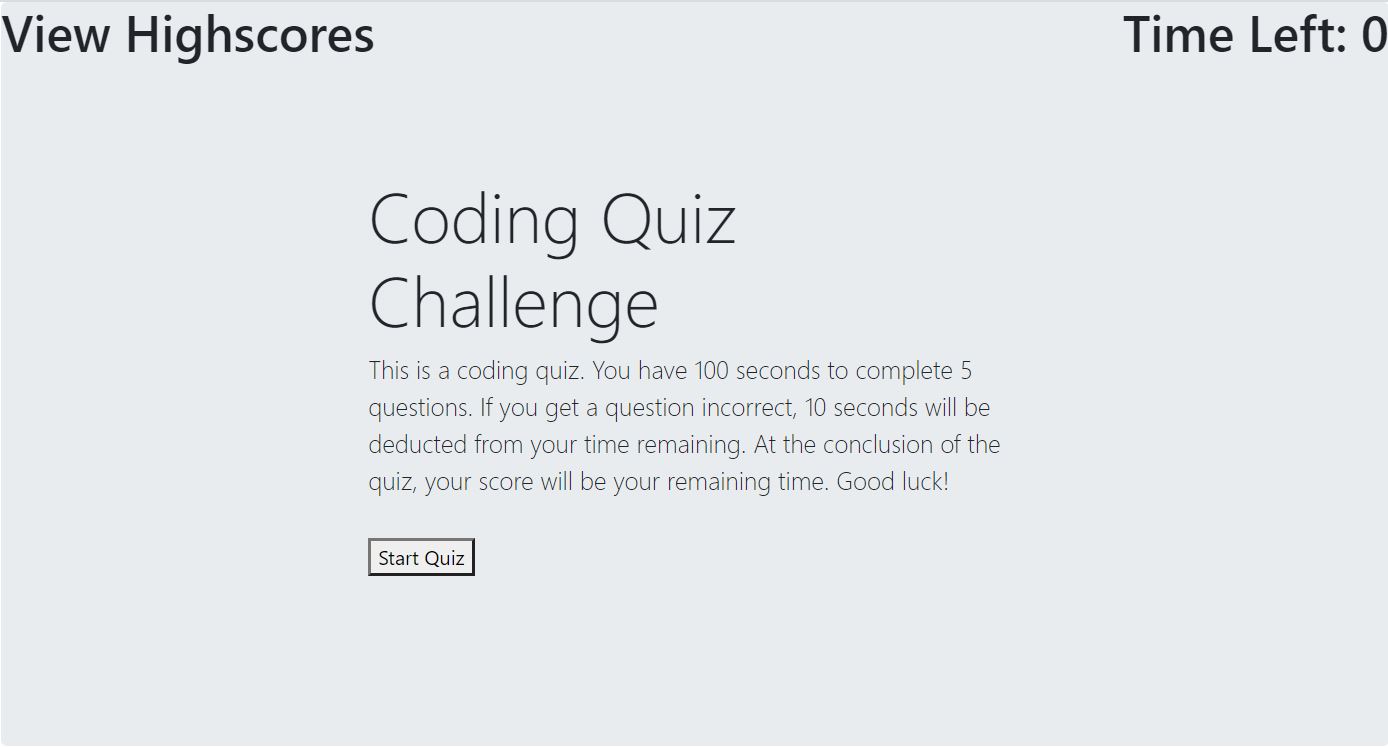 View Highscores
Time Left: 0
Coding Quiz
Challenge
This is a coding quiz. You have 100 seconds to complete 5
questions. If you get a question incorrect, 10 seconds will be
deducted from your time remaining. At the conclusion of the
quiz, your score will be your remaining time. Good luck!
Start Quiz